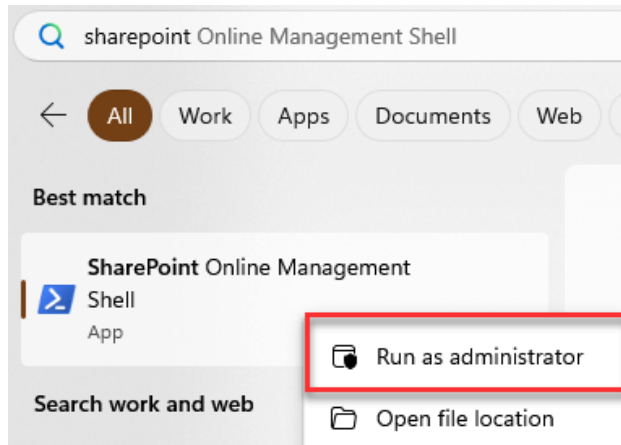 sharepoint Online Management Shell
All Work Apps Documents Web
Best match
SharePoint Online Management
Shell
App
Run as administrator
Search work and web
Open file location